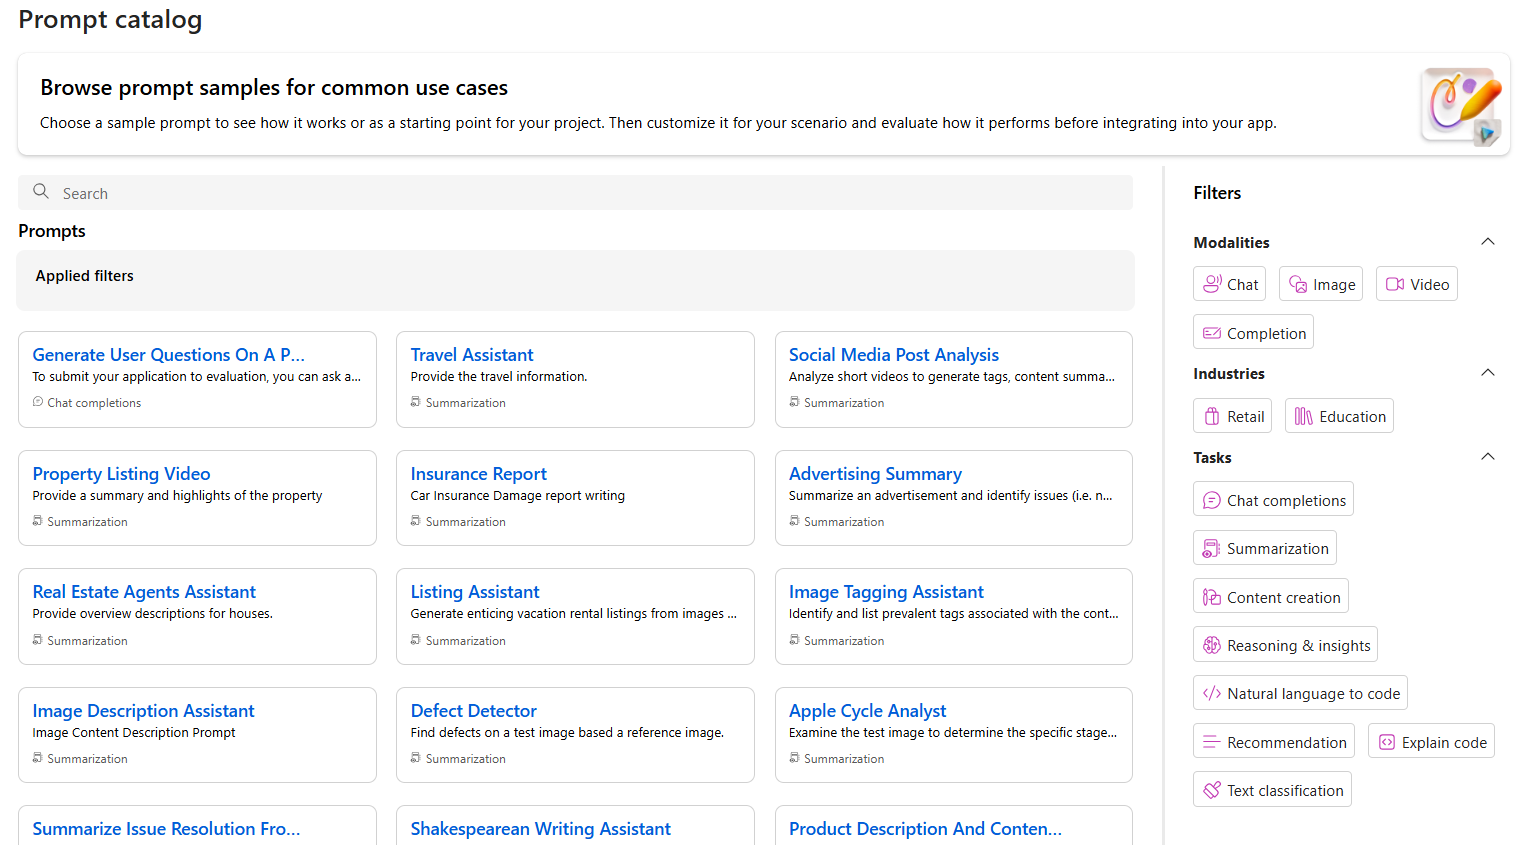 Prompt catalog
Browse prompt samples for common use cases
Choose a sample prompt to see how it works or as a starting point for your project. Then customize it for your scenario and evaluate how it performs before integrating into your app.
Search
Prompts
Applied filters
Generate User Questions On A P...
To submit your application to evaluation, you can ask a...
Chat completions
Travel Assistant
Provide the travel information.
Summarization
Social Media Post Analysis
Analyze short videos to generate tags, content summa...
Summarization
Property Listing Video
Provide a summary and highlights of the property
Summarization
Insurance Report
Car Insurance Damage report writing
Summarization
Advertising Summary
Summarize an advertisement and identify issues (i.e. n...
Summarization
Real Estate Agents Assistant
Provide overview descriptions for houses.
Summarization
Listing Assistant
Generate enticing vacation rental listings from images ...
Summarization
Image Tagging Assistant
Identify and list prevalent tags associated with the cont...
Summarization
Image Description Assistant
Image Content Description Prompt
Summarization
Defect Detector
Find defects on a test image based a reference image.
Summarization
Apple Cycle Analyst
Examine the test image to determine the specific stage...
Summarization
Summarize Issue Resolution Fro...
Shakespearean Writing Assistant
Product Description And Conten...
Filters
Modalities
Chat
Image
Video
Completion
Industries
Retail
Education
Tasks
Chat completions
Summarization
Content creation
Reasoning & insights
Natural language to code
Recommendation
Explain code
Text classification